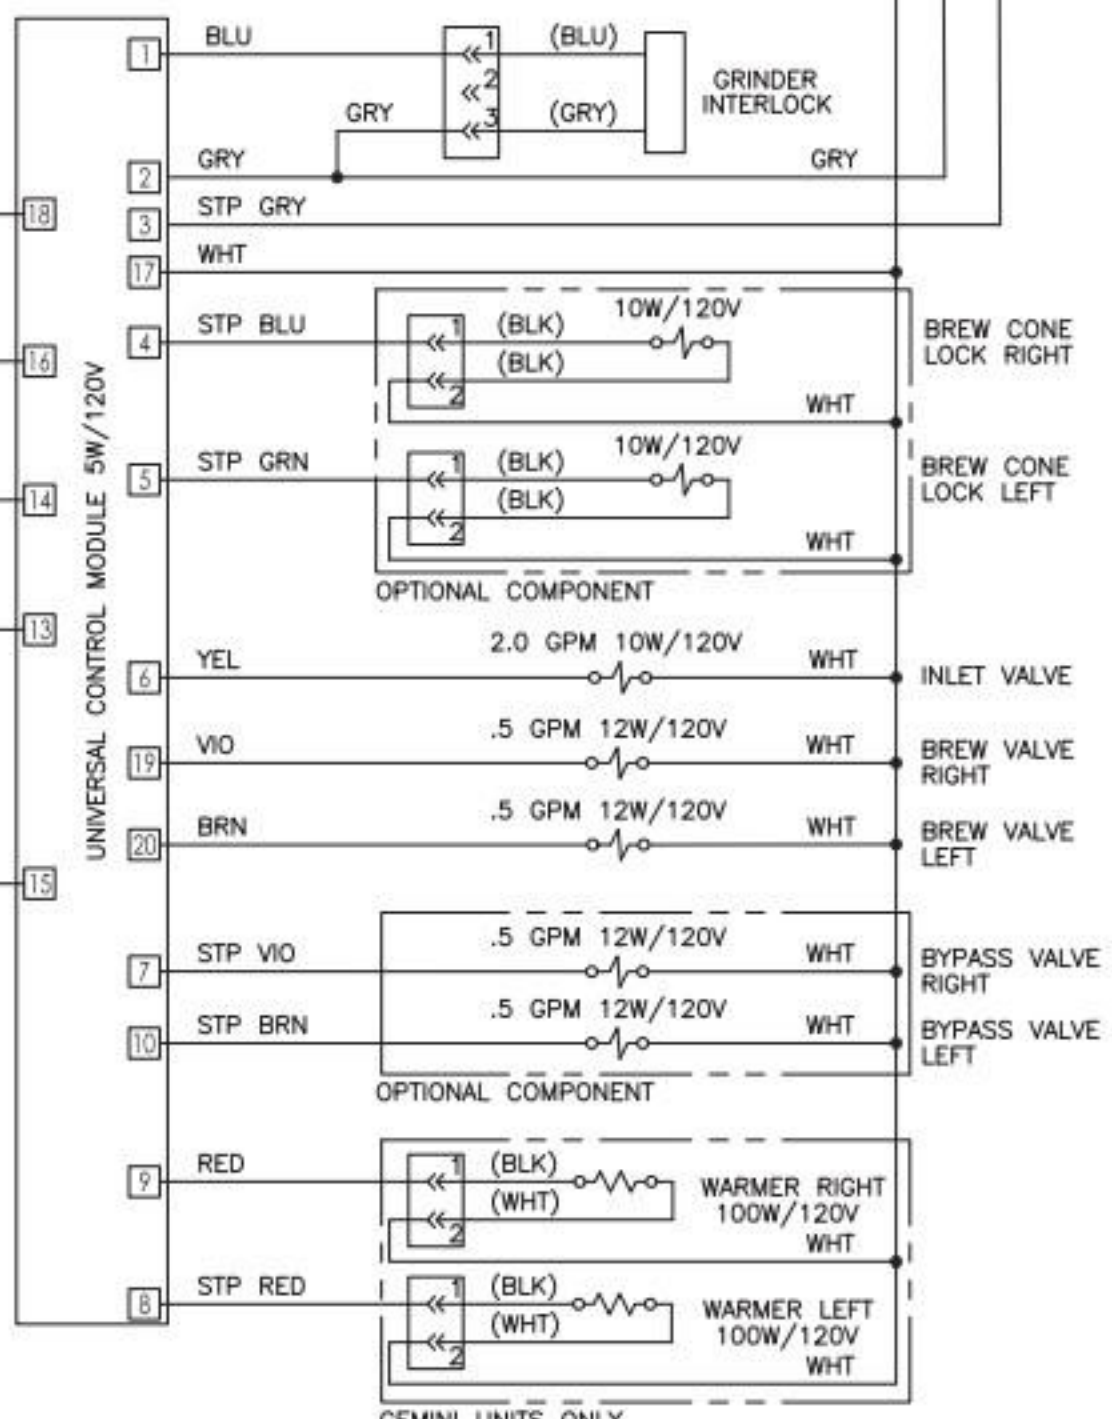 1 BLU 1 (BLU)
2
GRINDER
INTERLOCK
GRY 3 (GRY)
2 GRY GRY
3 STP GRY
18
17 WHT
4 STP BLU 1 (BLK) 10W/120V
(BLK)
2
WHT
BREW CONE
LOCK RIGHT
16
UNIVERSAL CONTROL MODULE 5W/120V
5 STP GRN 1 (BLK) 10W/120V
(BLK)
2
WHT
BREW CONE
LOCK LEFT
14
OPTIONAL COMPONENT
13
6 YEL 2.0 GPM 10W/120V WHT INLET VALVE
19 VIO .5 GPM 12W/120V WHT BREW VALVE
RIGHT
20 BRN .5 GPM 12W/120V WHT BREW VALVE
LEFT
15
7 STP VIO .5 GPM 12W/120V WHT BYPASS VALVE
RIGHT
10 STP BRN .5 GPM 12W/120V WHT BYPASS VALVE
LEFT
OPTIONAL COMPONENT
9 RED 1 (BLK) WARMER RIGHT
(WHT) 100W/120V
2 WHT
8 STP RED 1 (BLK) WARMER LEFT
(WHT) 100W/120V
2 WHT
GEMINI UNITS ONLY